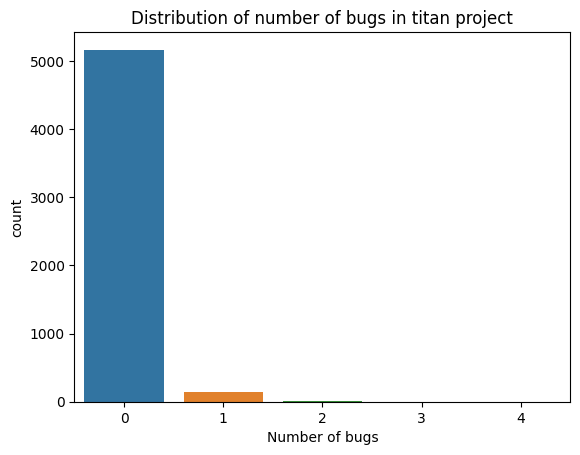 Distribution of number of bugs in titan project
5000
4000
3000
2000
1000
0
count
0 1 2 3 4
Number of bugs